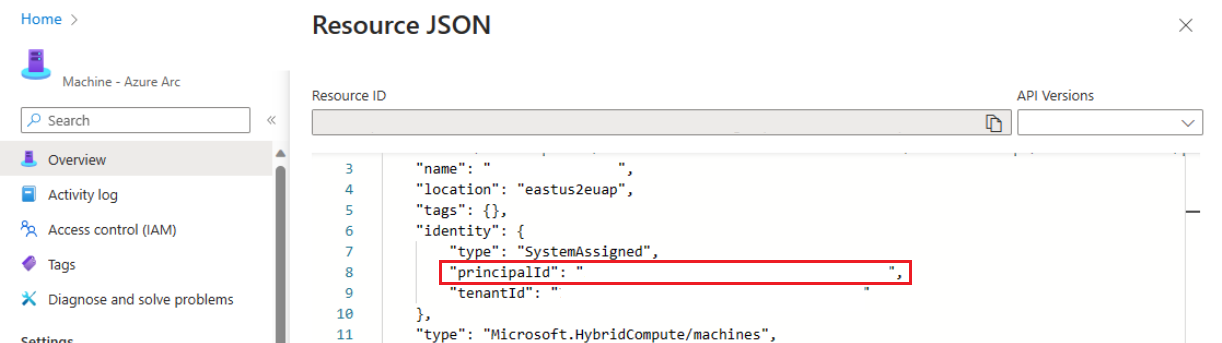 Home >
Machine - Azure Arc
Search
«
Overview
Activity log
Access control (IAM)
Tags
Diagnose and solve problems
Settings
Resource JSON
Resource ID
API Versions
3 "name": " ",
4 "location": "eastus2euap",
5 "tags": {},
6 "identity": {
7 "type": "SystemAssigned",
8 "principalId": " ",
9 "tenantId": " "
10 },
11 "type": "Microsoft.HybridCompute/machines",